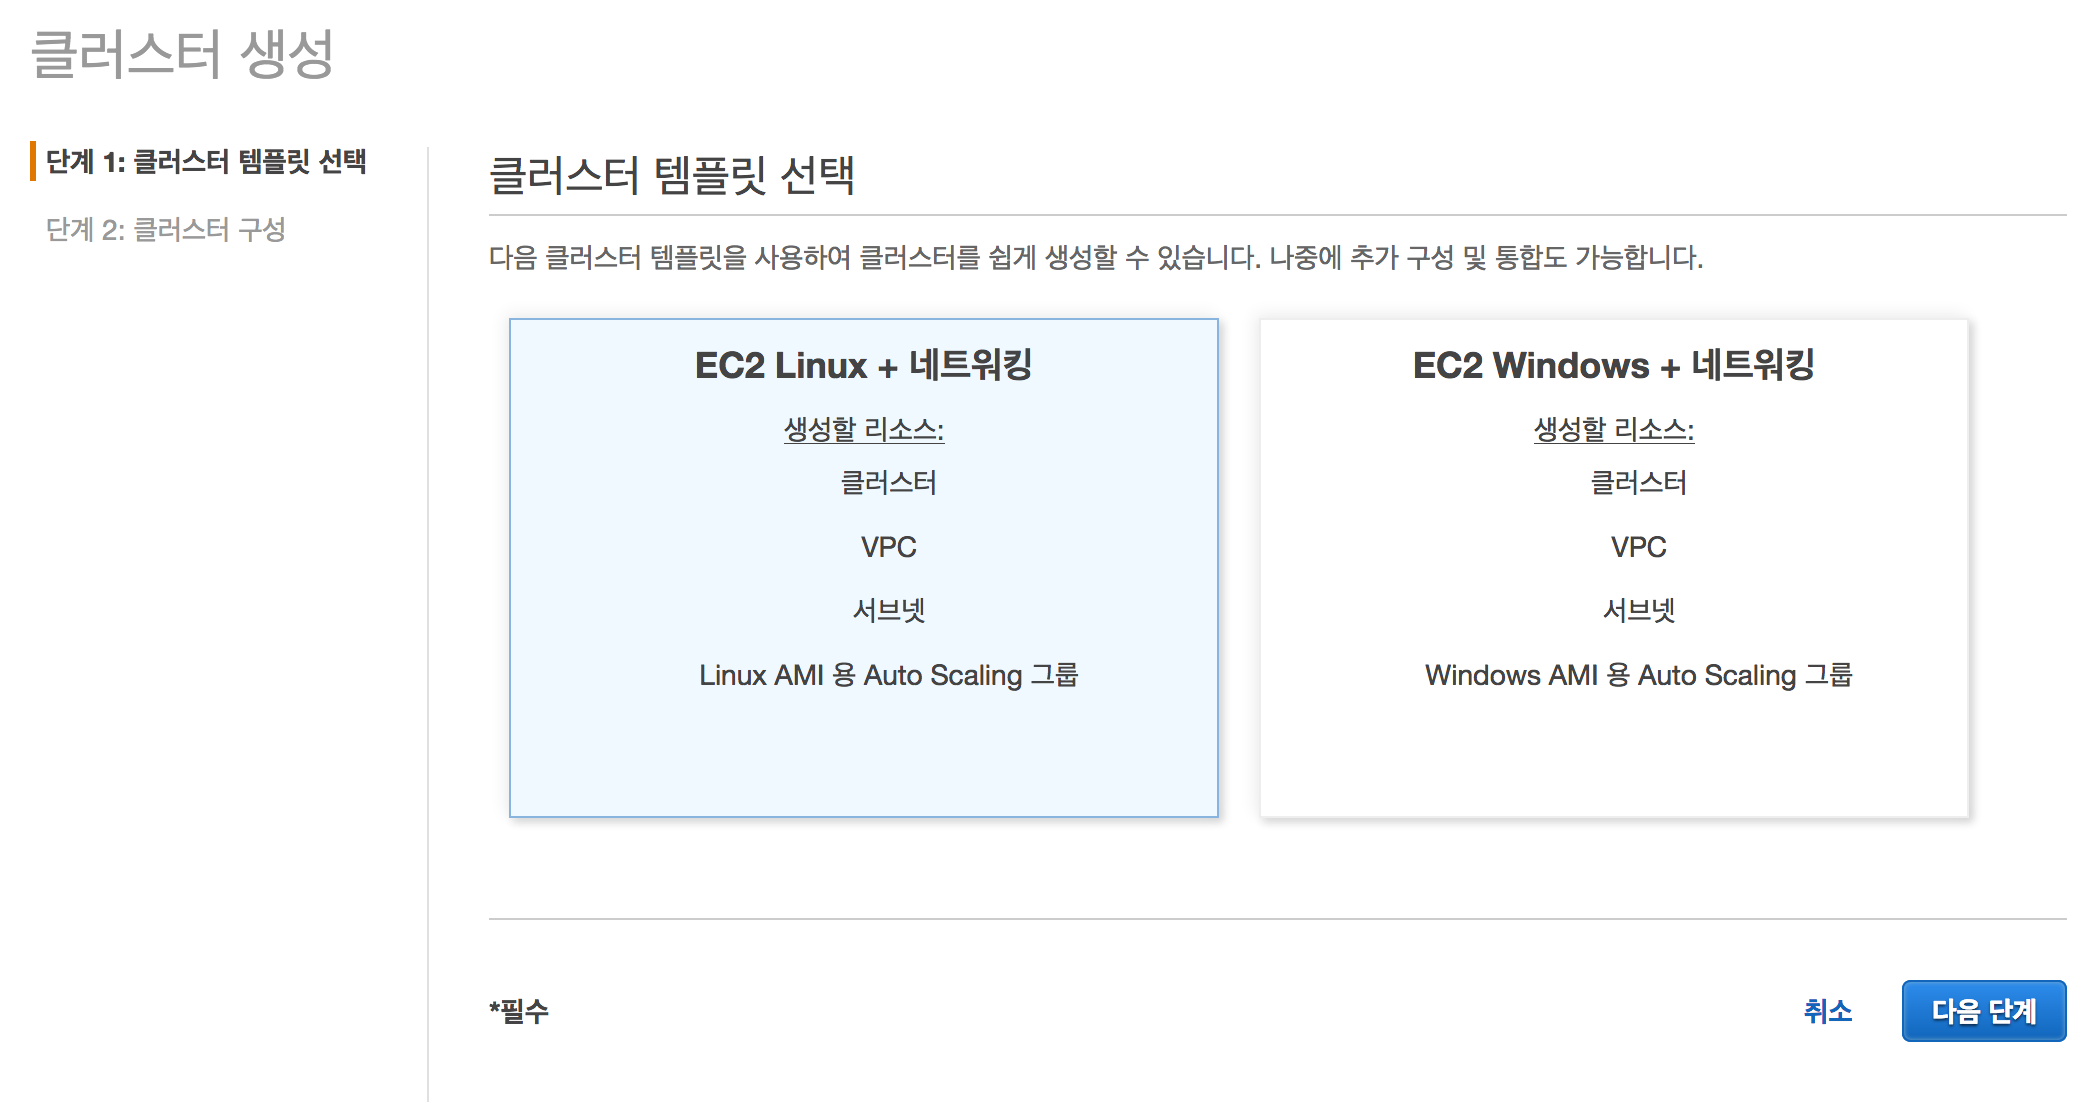 클러스터 생성
단계 1: 클러스터 템플릿 선택
단계 2: 클러스터 구성
클러스터 템플릿 선택
다음 클러스터 템플릿을 사용하여 클러스터를 쉽게 생성할 수 있습니다. 나중에 추가 구성 및 통합도 가능합니다.
EC2 Linux + 네트워킹
생성할 리소스:
클러스터
VPC
서브넷
Linux AMI 용 Auto Scaling 그룹
EC2 Windows + 네트워킹
생성할 리소스:
클러스터
VPC
서브넷
Windows AMI 용 Auto Scaling 그룹
*필수
취소
다음 단계